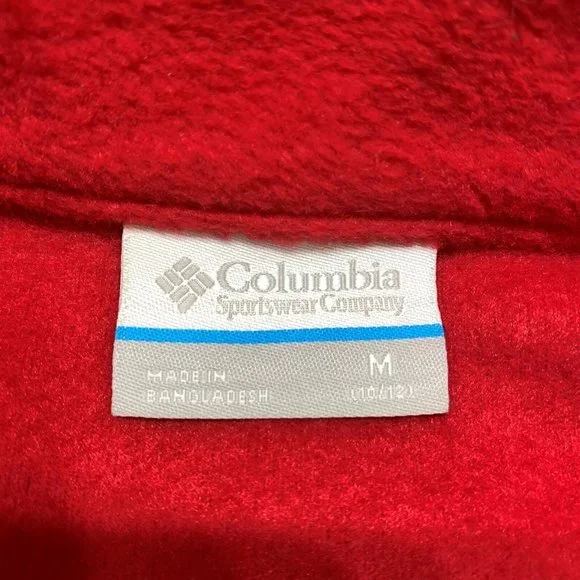 Columbia
Sportswear Company
M
MADE IN
BANGLADESH
(10/12)